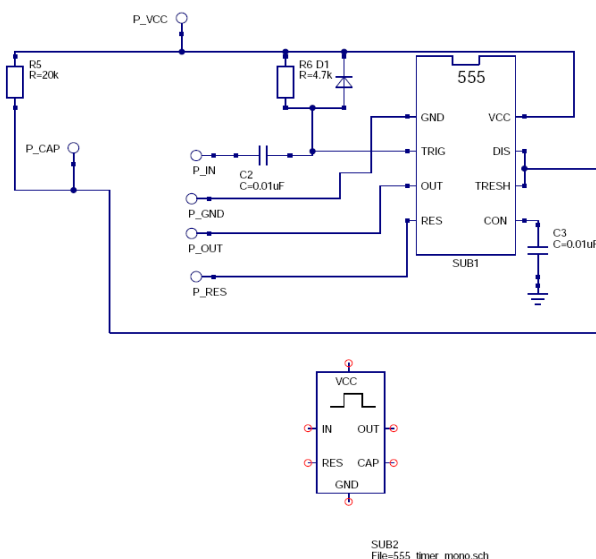 P_VCC
R5
R=20k
R6 D1
R=4.7k
555
GND
VCC
P_CAP
TRIG
DIS
P_IN
C2
C=0.01uF
OUT
TRESH
P_GND
RES
CON
C3
C=0.01uF
P_OUT
SUB1
P_RES
VCC
IN
OUT
RES
CAP
GND
SUB2
File=555_timer_mono.sch